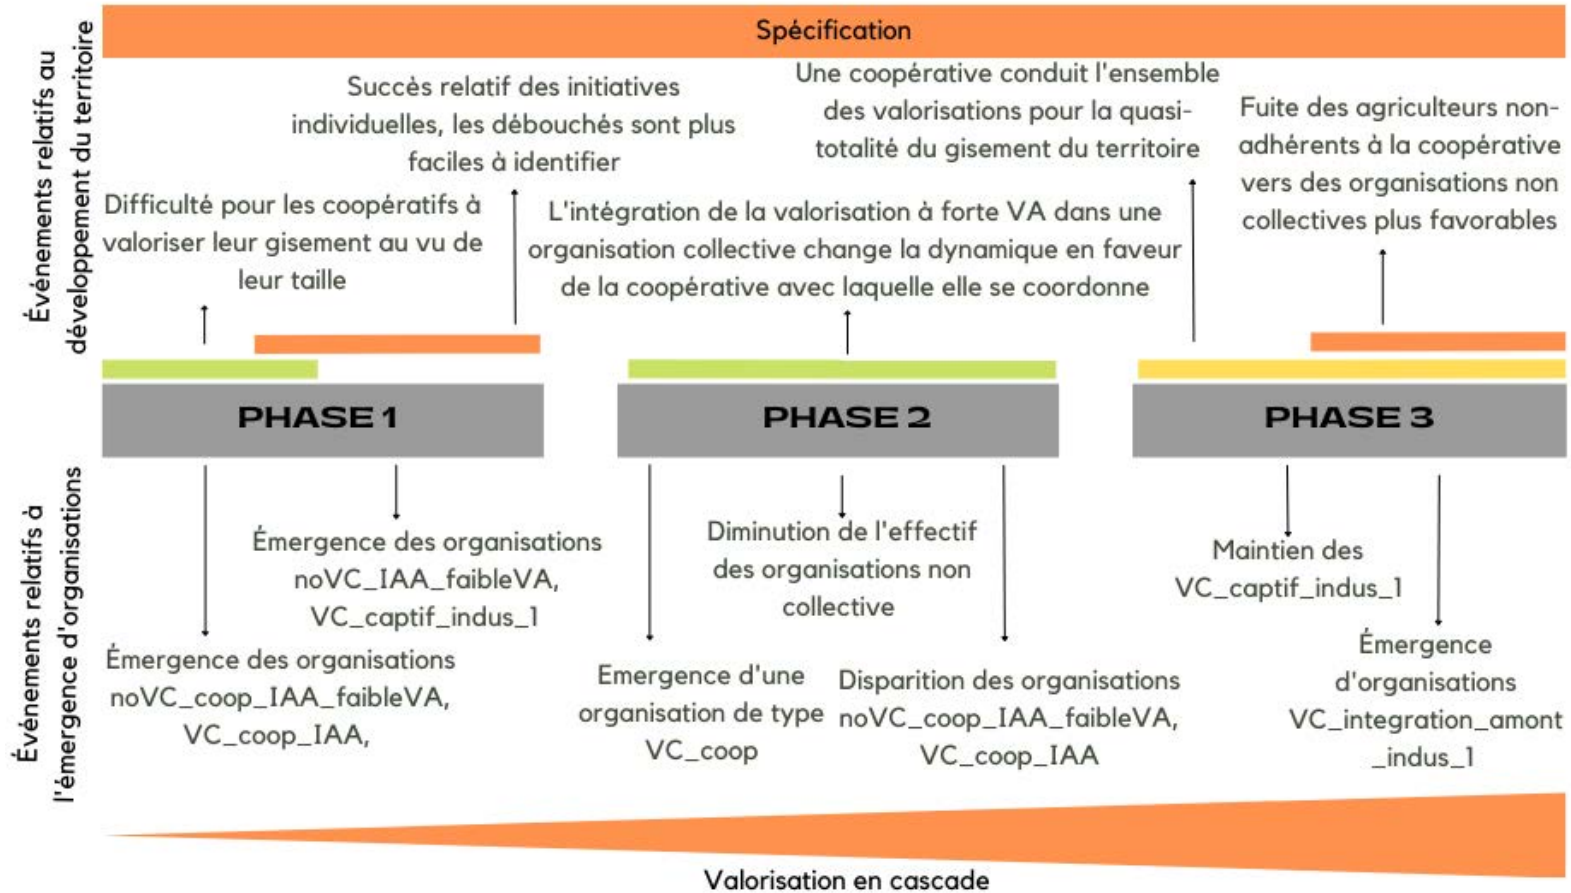 Spécification
Événements relatifs au
développement du territoire
Succès relatif des initiatives
individuelles, les débouchés sont plus
faciles à identifier
Une coopérative conduit l'ensemble
des valorisations pour la quasi-
totalité du gisement du territoire
Fuite des agriculteurs non-
adhérents à la coopérative
vers des organisations non
collectives plus favorables
Difficulté pour les coopératifs à
valoriser leur gisement au vu de
leur taille
L'intégration de la valorisation à forte VA dans une
organisation collective change la dynamique en faveur
de la coopérative avec laquelle elle se coordonne
PHASE 1
PHASE 2
PHASE 3
Événements relatifs à
l'émergence d'organisations
Émergence des organisations
noVC_IAA_faibleVA,
VC_captif_indus_1
Émergence des organisations
noVC_coop_IAA_faibleVA,
VC_coop_IAA,
Diminution de l'effectif
des organisations non
collective
Emergence d'une
organisation de type
VC_coop
Disparition des organisations
noVC_coop_IAA_faibleVA,
VC_coop_IAA
Maintien des
VC_captif_indus_1
Émergence
d'organisations
VC_integration_amont
_indus_1
Valorisation en cascade